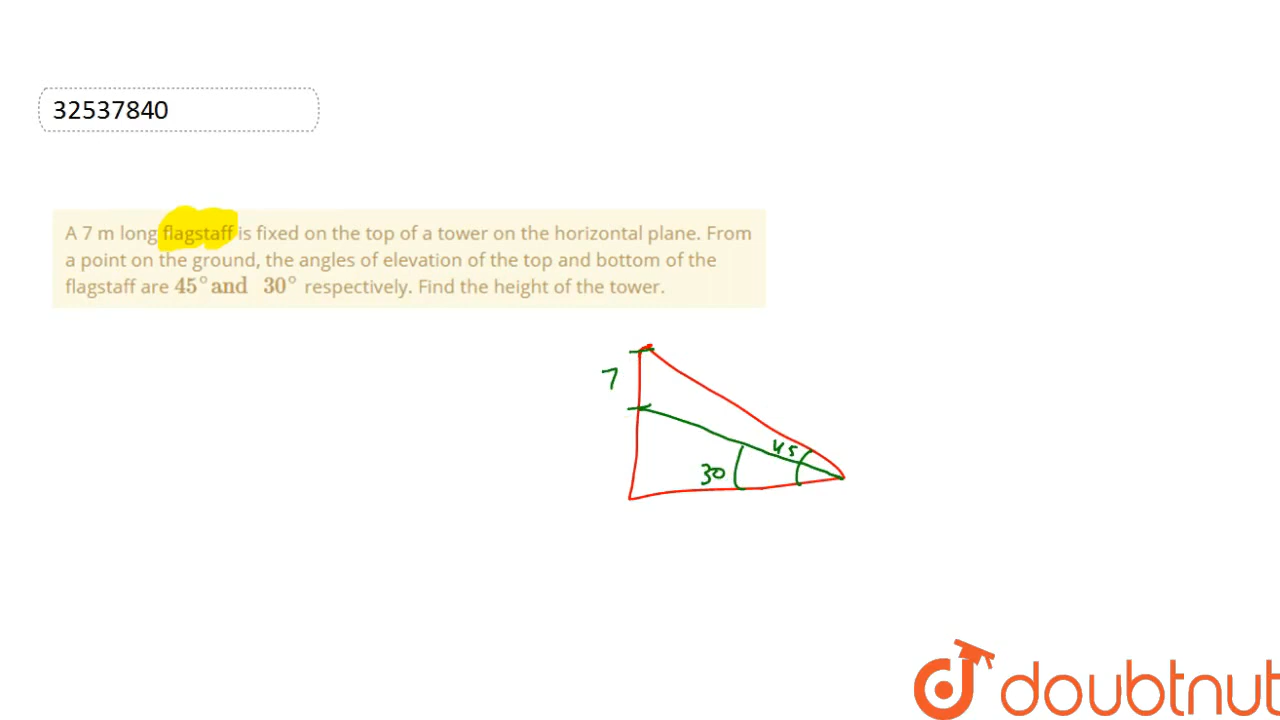 32537840
A 7 m long flagstaff is fixed on the top of a tower on the horizontal plane. From
a point on the ground, the angles of elevation of the top and bottom of the
flagstaff are 45° and 30° respectively. Find the height of the tower.
7
45
30
doubtnut